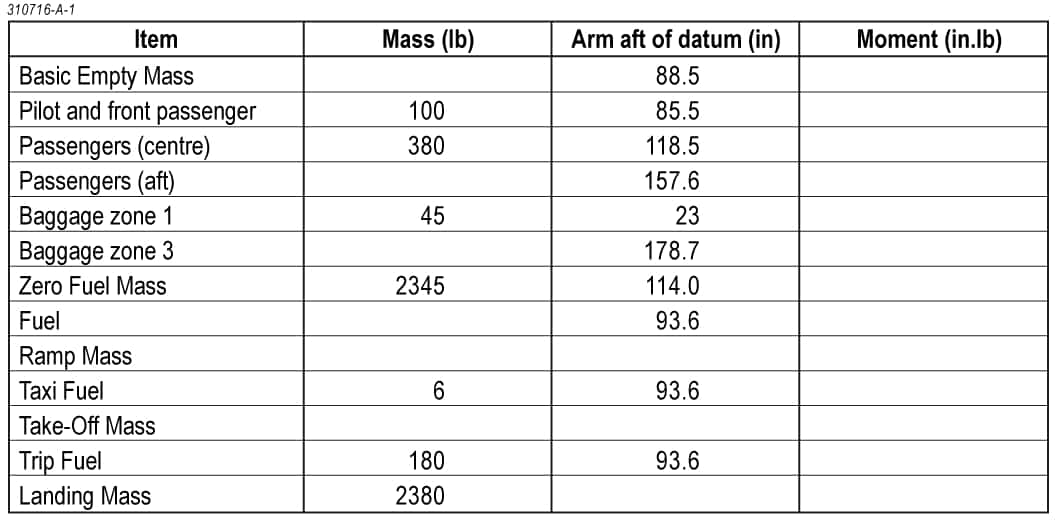 310716-A-1
Item Mass (lb) Arm aft of datum (in) Moment (in.lb)
Basic Empty Mass 88.5
Pilot and front passenger 100 85.5
Passengers (centre) 380 118.5
Passengers (aft) 157.6
Baggage zone 1 45 23
Baggage zone 3 178.7
Zero Fuel Mass 2345 114.0
Fuel 93.6
Ramp Mass
Taxi Fuel 6 93.6
Take-Off Mass
Trip Fuel 180 93.6
Landing Mass 2380